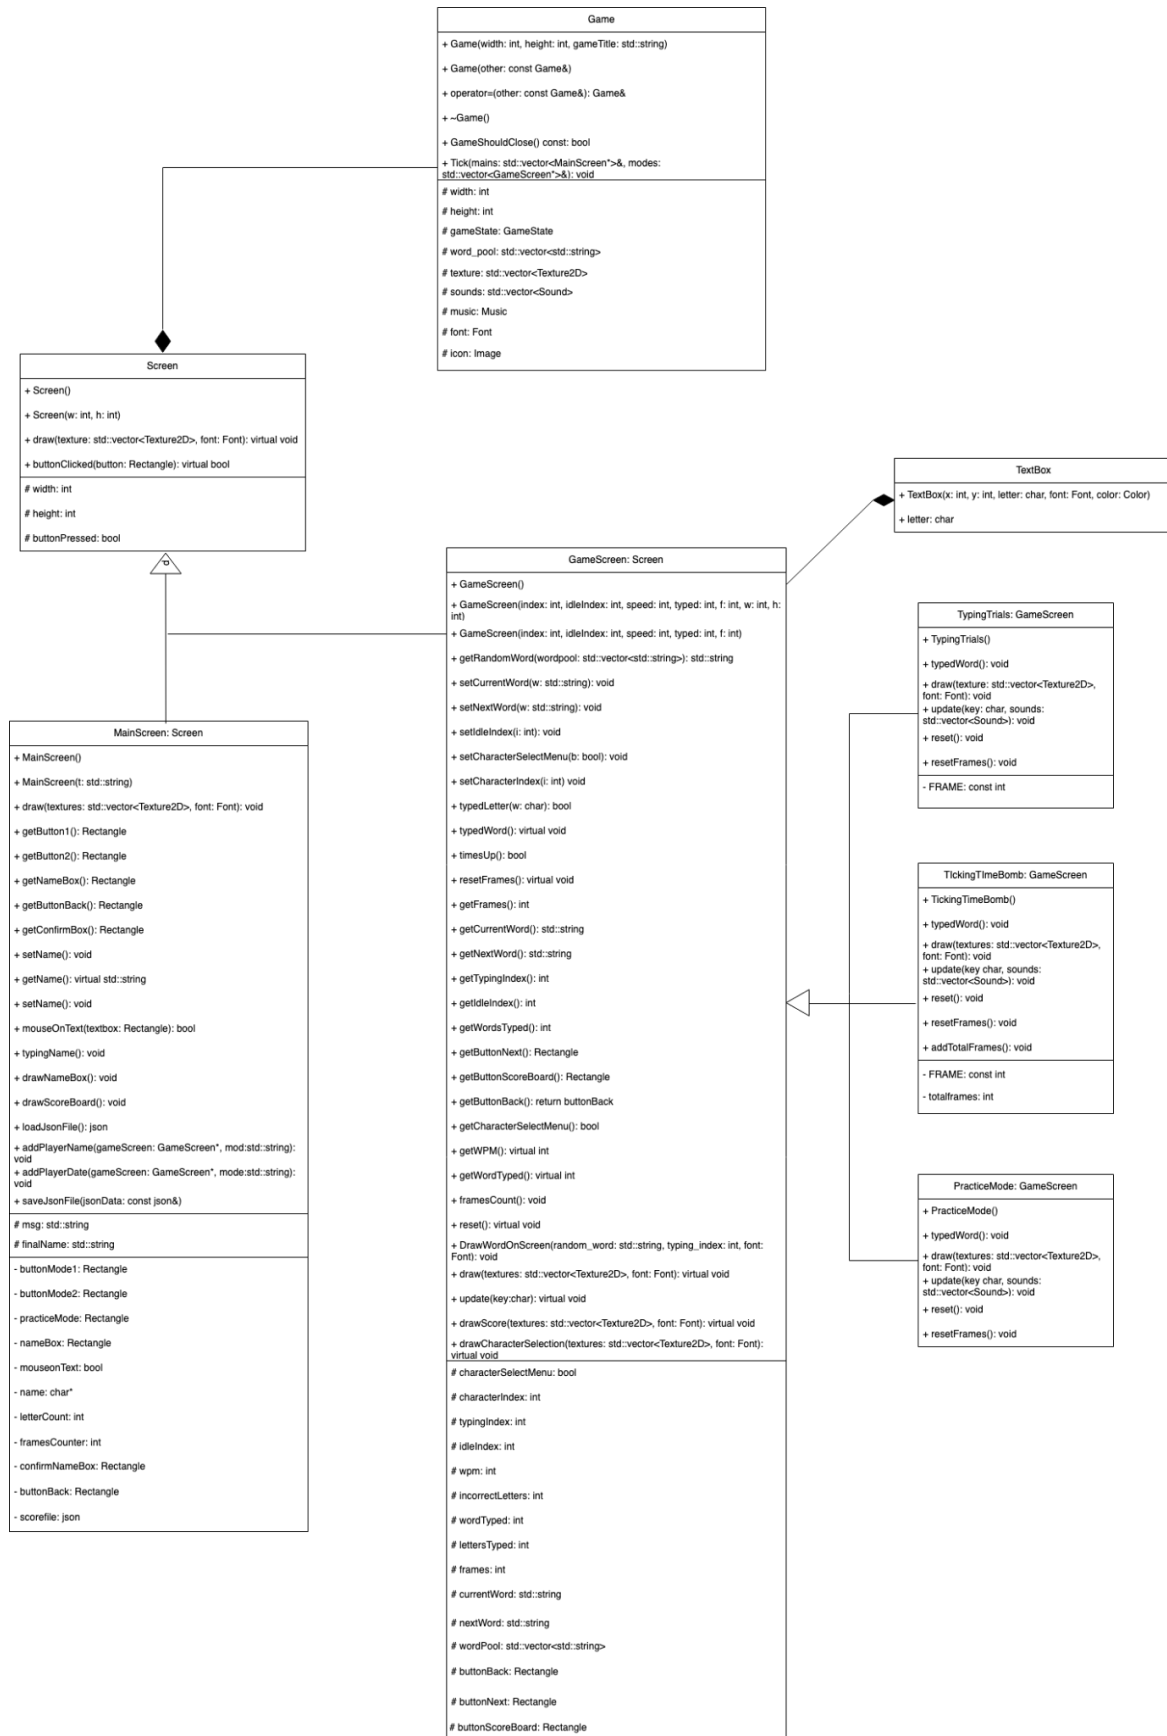 Game
+ Game(width: int, height: int, gameTitle: std::string)
+ Game(other: const Game&)
+ operator=(other: const Game&): Game&
+ ~Game()
+ GameShouldClose() const: bool
+ Tick(mains: std::vector<MainScreen*>&, modes:
std::vector<GameScreen*>&): void
# width: int
# height: int
# gameState: GameState
# word_pool: std::vector<std::string>
# texture: std::vector<Texture2D>
# sounds: std::vector<Sound>
# music: Music
# font: Font
# icon: Image
Screen
+ Screen()
+ Screen(w: int, h: int)
+ draw(texture: std::vector<Texture2D>, font: Font): virtual void
+ buttonClicked(button: Rectangle): virtual bool
# width: int
# height: int
# buttonPressed: bool
TextBox
+ TextBox(x: int, y: int, letter: char, font: Font, color: Color)
+ letter: char
MainScreen: Screen
+ MainScreen()
+ MainScreen(t: std::string)
+ draw(textures: std::vector<Texture2D>, font: Font): void
+ getButton1(): Rectangle
+ getButton2(): Rectangle
+ getNameBox(): Rectangle
+ getButtonBack(): Rectangle
+ getConfirmBox(): Rectangle
+ setName(): void
+ getName(): virtual std::string
+ setName(): void
+ mouseOnText(textbox: Rectangle): bool
+ typingName(): void
+ drawNameBox(): void
+ drawScoreBoard(): void
+ loadJsonFile(): json
+ addPlayerName(gameScreen: GameScreen*, mod:std::string):
void
+ addPlayerDate(gameScreen: GameScreen*, mode:std::string):
void
+ saveJsonFile(jsonData: const json&)
# msg: std::string
# finalName: std::string
- buttonMode1: Rectangle
- buttonMode2: Rectangle
- practiceMode: Rectangle
- nameBox: Rectangle
- mouseonText: bool
- name: char*
- letterCount: int
- framesCounter: int
- confirmNameBox: Rectangle
- buttonBack: Rectangle
- scorefile: json
GameScreen: Screen
+ GameScreen()
+ GameScreen(index: int, idleIndex: int, speed: int, typed: int, f: int, w: int, h:
int)
+ GameScreen(index: int, idleIndex: int, speed: int, typed: int, f: int)
+ getRandomWord(wordpool: std::vector<std::string>): std::string
+ setCurrentWord(w: std::string): void
+ setNextWord(w: std::string): void
+ setIdleIndex(i: int): void
+ setCharacterSelectMenu(b: bool): void
+ setCharacterIndex(i: int) void
+ typedLetter(w: char): bool
+ typedWord(): virtual void
+ timesUp(): bool
+ resetFrames(): virtual void
+ getFrames(): int
+ getCurrentWord(): std::string
+ getNextWord(): std::string
+ getTypingIndex(): int
+ getIdleIndex(): int
+ getWordsTyped(): int
+ getButtonNext(): Rectangle
+ getButtonScoreBoard(): Rectangle
+ getButtonBack(): return buttonBack
+ getCharacterSelectMenu(): bool
+ getWPM(): virtual int
+ getWordTyped(): virtual int
+ framesCount(): void
+ reset(): virtual void
+ DrawWordOnScreen(random_word: std::string, typing_index: int, font:
Font): void
+ draw(textures: std::vector<Texture2D>, font: Font): virtual void
+ update(key:char): virtual void
+ drawScore(textures: std::vector<Texture2D>, font: Font): virtual void
+ drawCharacterSelection(textures: std::vector<Texture2D>, font: Font):
virtual void
# characterSelectMenu: bool
# characterIndex: int
# typingIndex: int
# idleIndex: int
# wpm: int
# incorrectLetters: int
# wordTyped: int
# lettersTyped: int
# frames: int
# currentWord: std::string
# nextWord: std::string
# wordPool: std::vector<std::string>
# buttonBack: Rectangle
# buttonNext: Rectangle
# buttonScoreBoard: Rectangle
TypingTrials: GameScreen
+ TypingTrials()
+ typedWord(): void
+ draw(texture: std::vector<Texture2D>,
font: Font): void
+ update(key: char, sounds:
std::vector<Sound>): void
+ reset(): void
+ resetFrames(): void
- FRAME: const int
TIckingTImeBomb: GameScreen
+ TickingTimeBomb()
+ typedWord(): void
+ draw(textures: std::vector<Texture2D>,
font: Font): void
+ update(key char, sounds:
std::vector<Sound>): void
+ reset(): void
+ resetFrames(): void
+ addTotalFrames(): void
- FRAME: const int
- totalframes: int
PracticeMode: GameScreen
+ PracticeMode()
+ typedWord(): void
+ draw(textures: std::vector<Texture2D>,
font: Font): void
+ update(key char, sounds:
std::vector<Sound>): void
+ reset(): void
+ resetFrames(): void